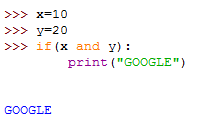 >>> x=10
>>> y=20
>>> if(x and y):
        print("GOOGLE")
GOOGLE